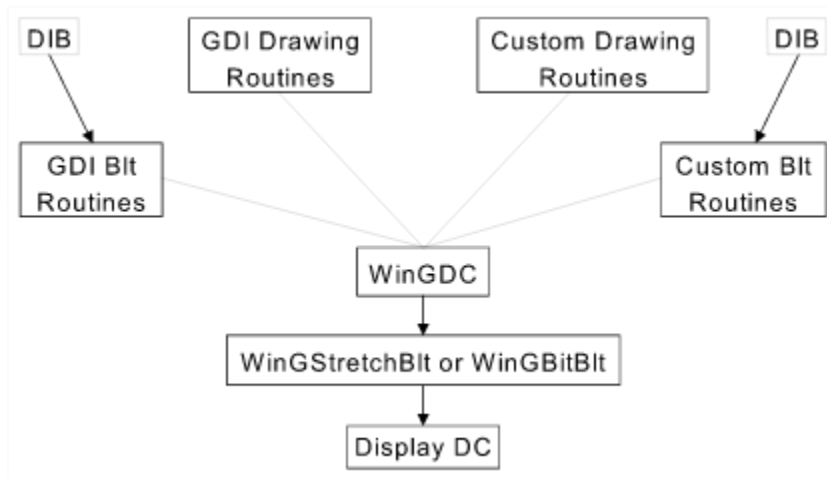 DIB
GDI Drawing
Routines
Custom Drawing
Routines
DIB
GDI Blt
Routines
Custom Blt
Routines
WinGDC
WinGStretchBlt or WinGBitBlt
Display DC